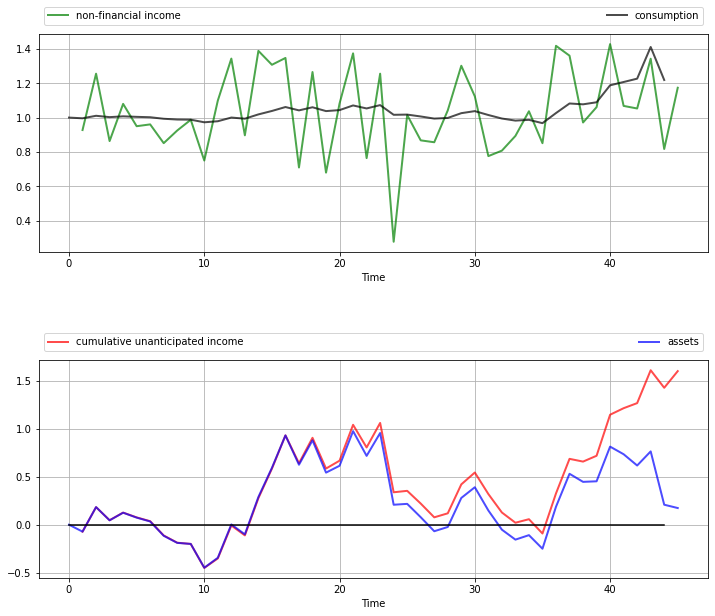 non-financial income consumption
1.4
1.2
1.0
0.8
0.6
0.4
0 10 20 30 40
Time
cumulative unanticipated income assets
1.5
1.0
0.5
0.0
−0.5
0 10 20 30 40
Time